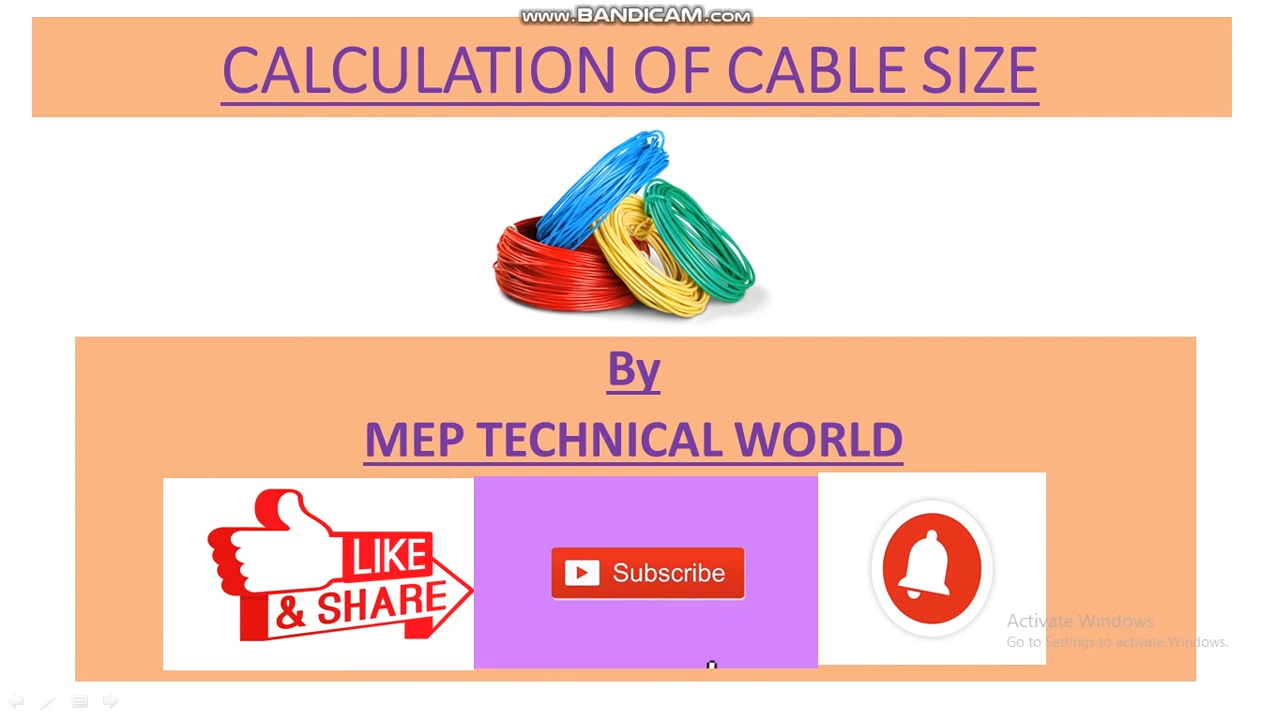 www.BANDICAM.com
CALCULATION OF CABLE SIZE
By
MEP TECHNICAL WORLD
LIKE
& SHARE
Subscribe
Activate Windows
Go to Settings to activate Windows.